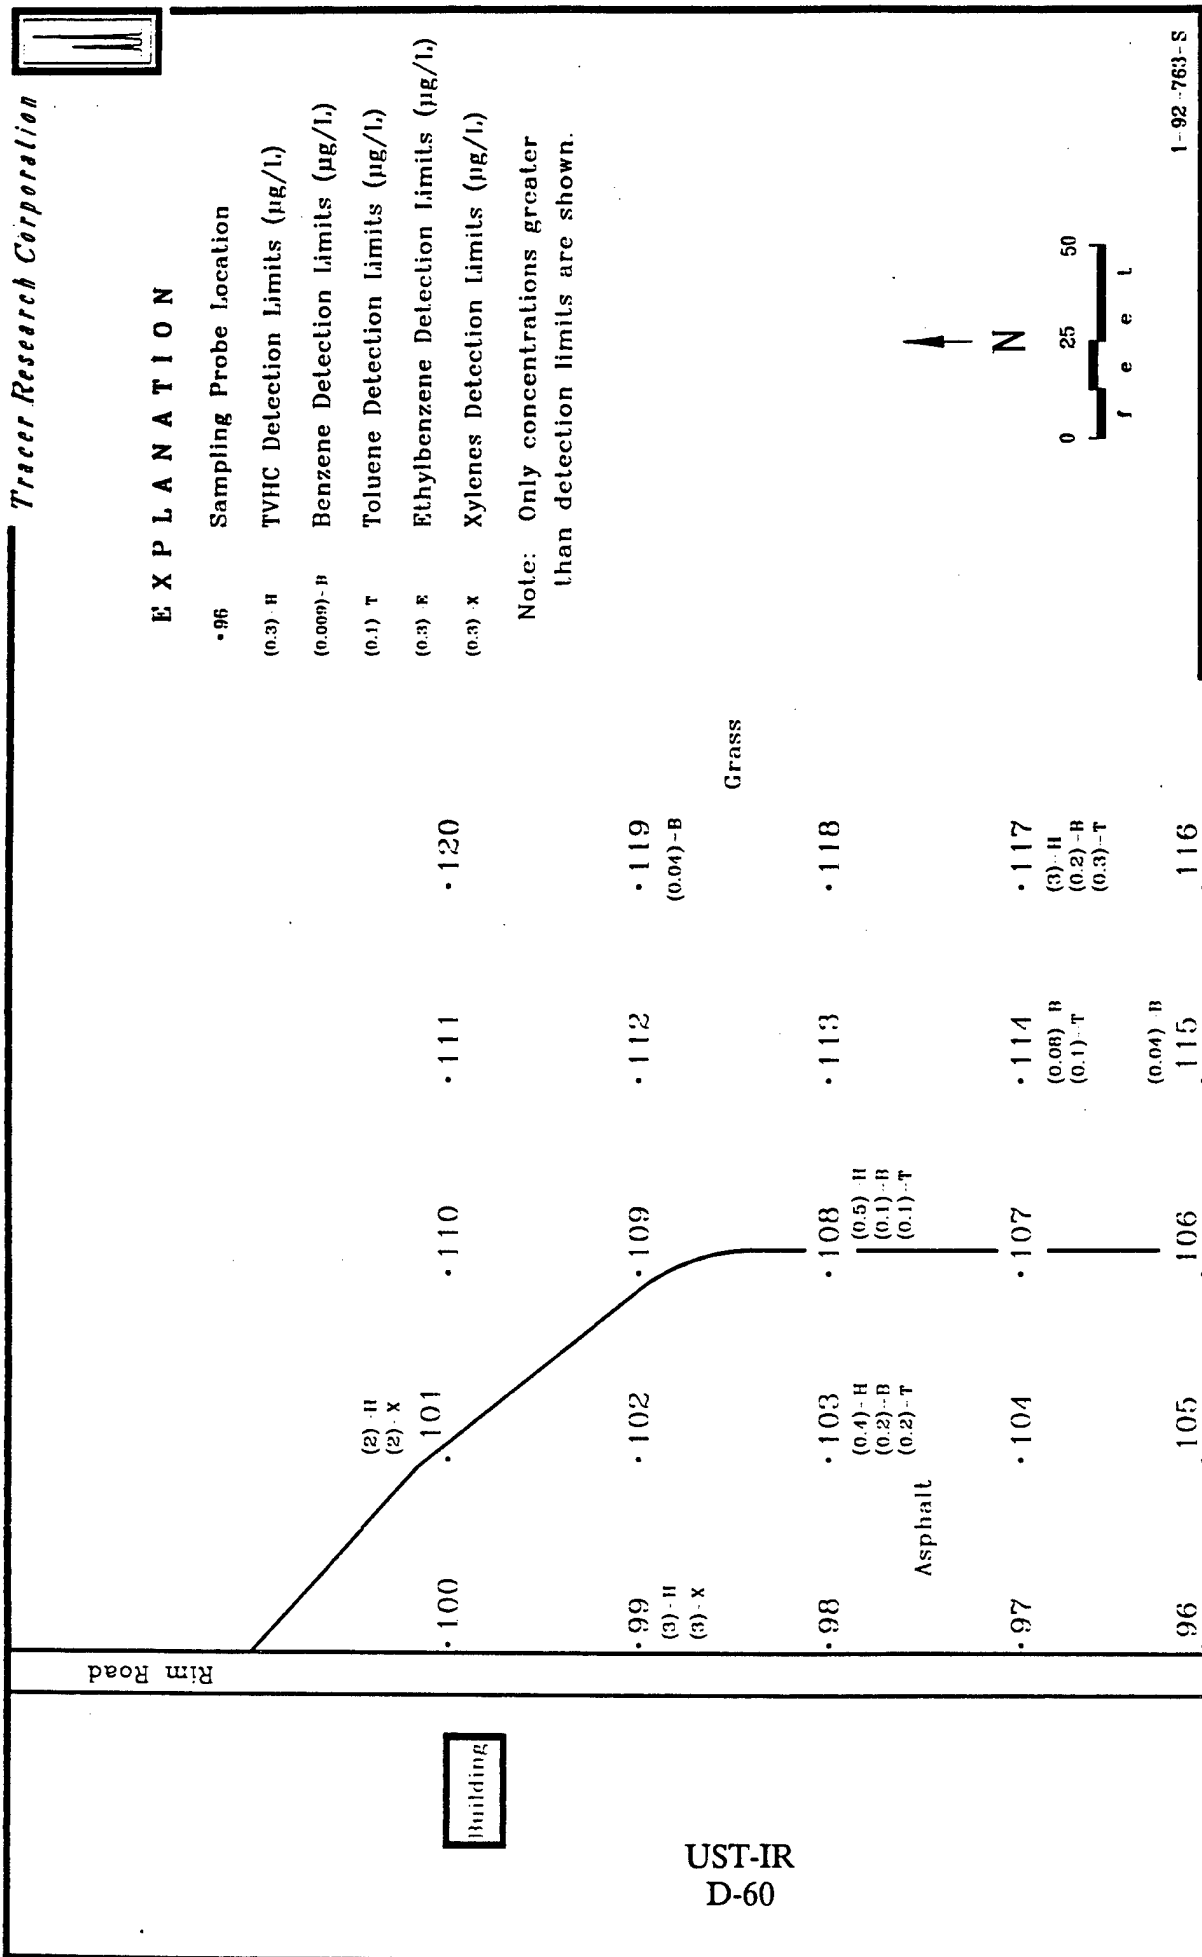 Tracer Research Corporation
EXPLANATION
•96 Sampling Probe Location
(0.3)-H TVHC Detection Limits (µg/L)
(0.009)-B Benzene Detection Limits (µg/L)
(0.1)-T Toluene Detection Limits (µg/L)
(0.3)-E Ethylbenzene Detection Limits (µg/L)
(0.3)-X Xylenes Detection Limits (µg/L)
Note: Only concentrations greater
than detection limits are shown.
Rim Road
Building
(2)-H
(2)-X
•100 101 •110 •111 •120
•99 •102 •109 •112 •119
(3)-H
(3)-X
(0.04)-B
Grass
•98 •103 •108 •113 •118
(0.4)-H
(0.2)-B
(0.2)-T
(0.5)-H
(0.1)-B
(0.1)-T
Asphalt
•97 •104 •107 •114 •117
(0.08)-B
(0.1)-T
(3)-H
(0.2)-B
(0.3)-T
(0.04)-B
96 105 106 115 116
N
0 25 50
feet
1-92-763-S
UST-IR
D-60